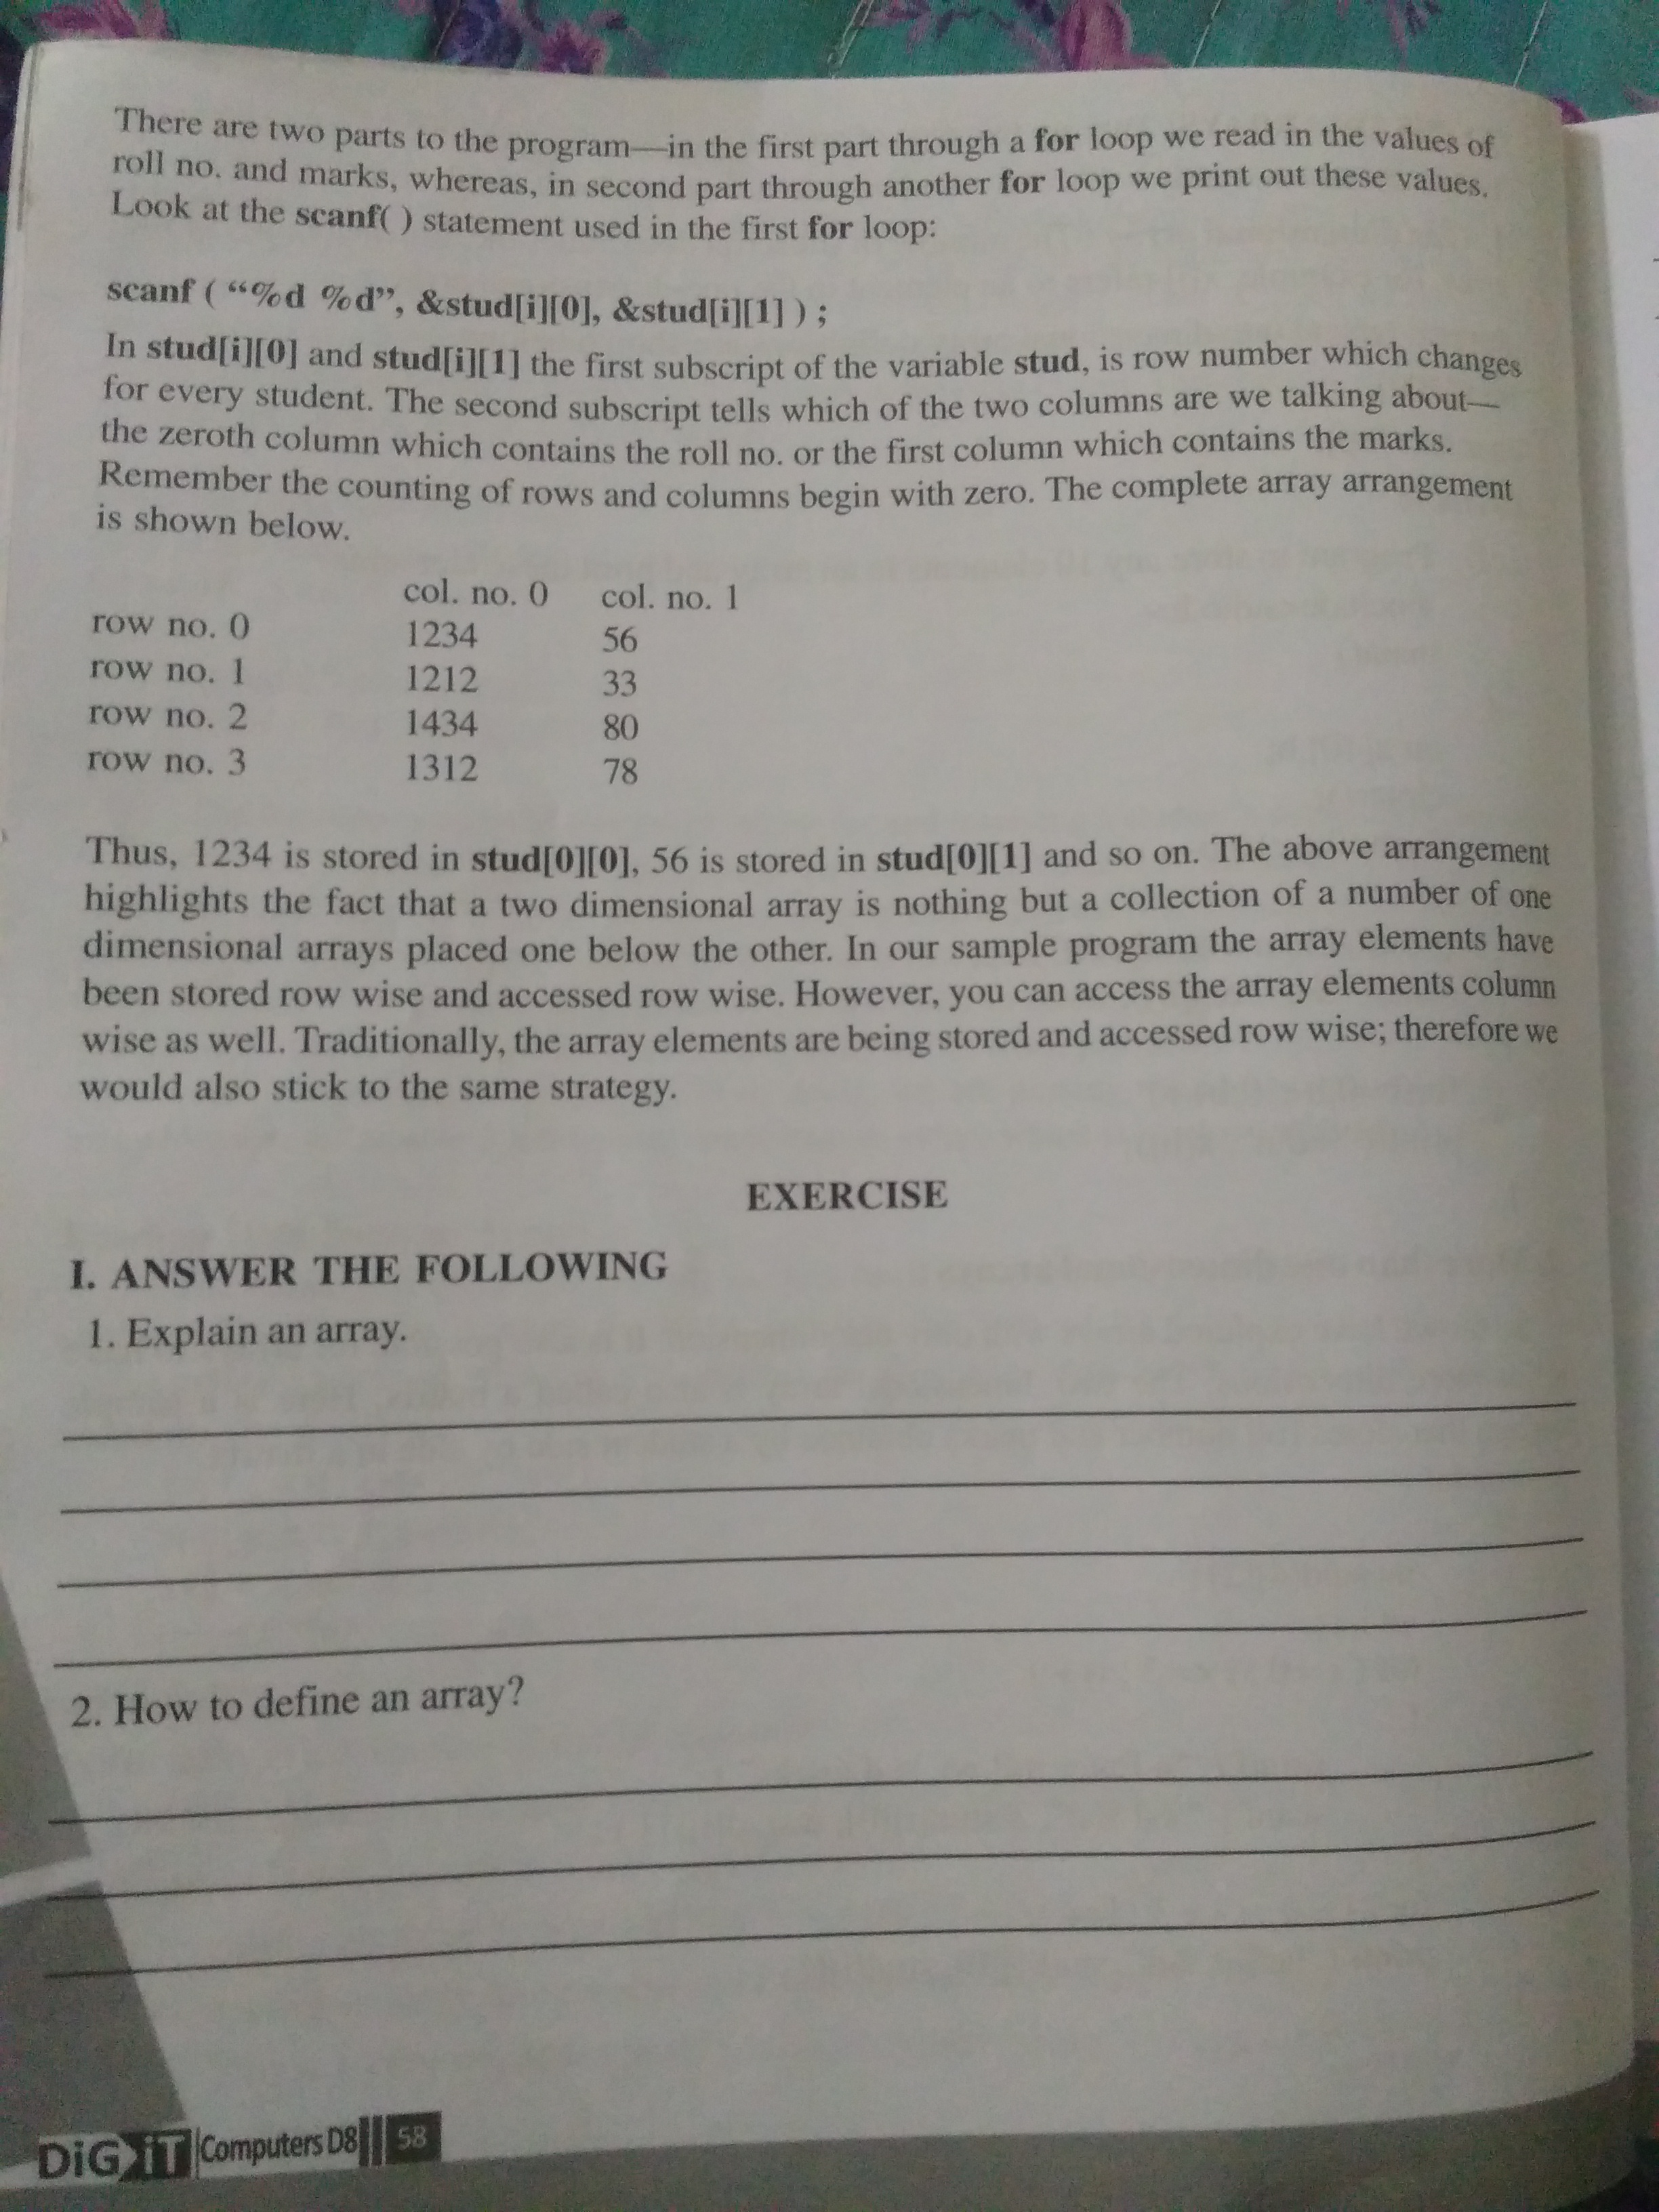 There are two parts to the program—in the first part through a for loop we read in the values of
roll no. and marks, whereas, in second part through another for loop we print out these values.
Look at the scanf( ) statement used in the first for loop:
scanf ( “%d %d”, &stud[i][0], &stud[i][1] ) ;
In stud[i][0] and stud[i][1] the first subscript of the variable stud, is row number which changes
for every student. The second subscript tells which of the two columns are we talking about—
the zeroth column which contains the roll no. or the first column which contains the marks.
Remember the counting of rows and columns begin with zero. The complete array arrangement
is shown below.
col. no. 0 col. no. 1
row no. 0 1234 56
row no. 1 1212 33
row no. 2 1434 80
row no. 3 1312 78
Thus, 1234 is stored in stud[0][0], 56 is stored in stud[0][1] and so on. The above arrangement
highlights the fact that a two dimensional array is nothing but a collection of a number of one
dimensional arrays placed one below the other. In our sample program the array elements have
been stored row wise and accessed row wise. However, you can access the array elements column
wise as well. Traditionally, the array elements are being stored and accessed row wise; therefore we
would also stick to the same strategy.
EXERCISE
I. ANSWER THE FOLLOWING
1. Explain an array.
2. How to define an array?
DiGiT Computers D8 58